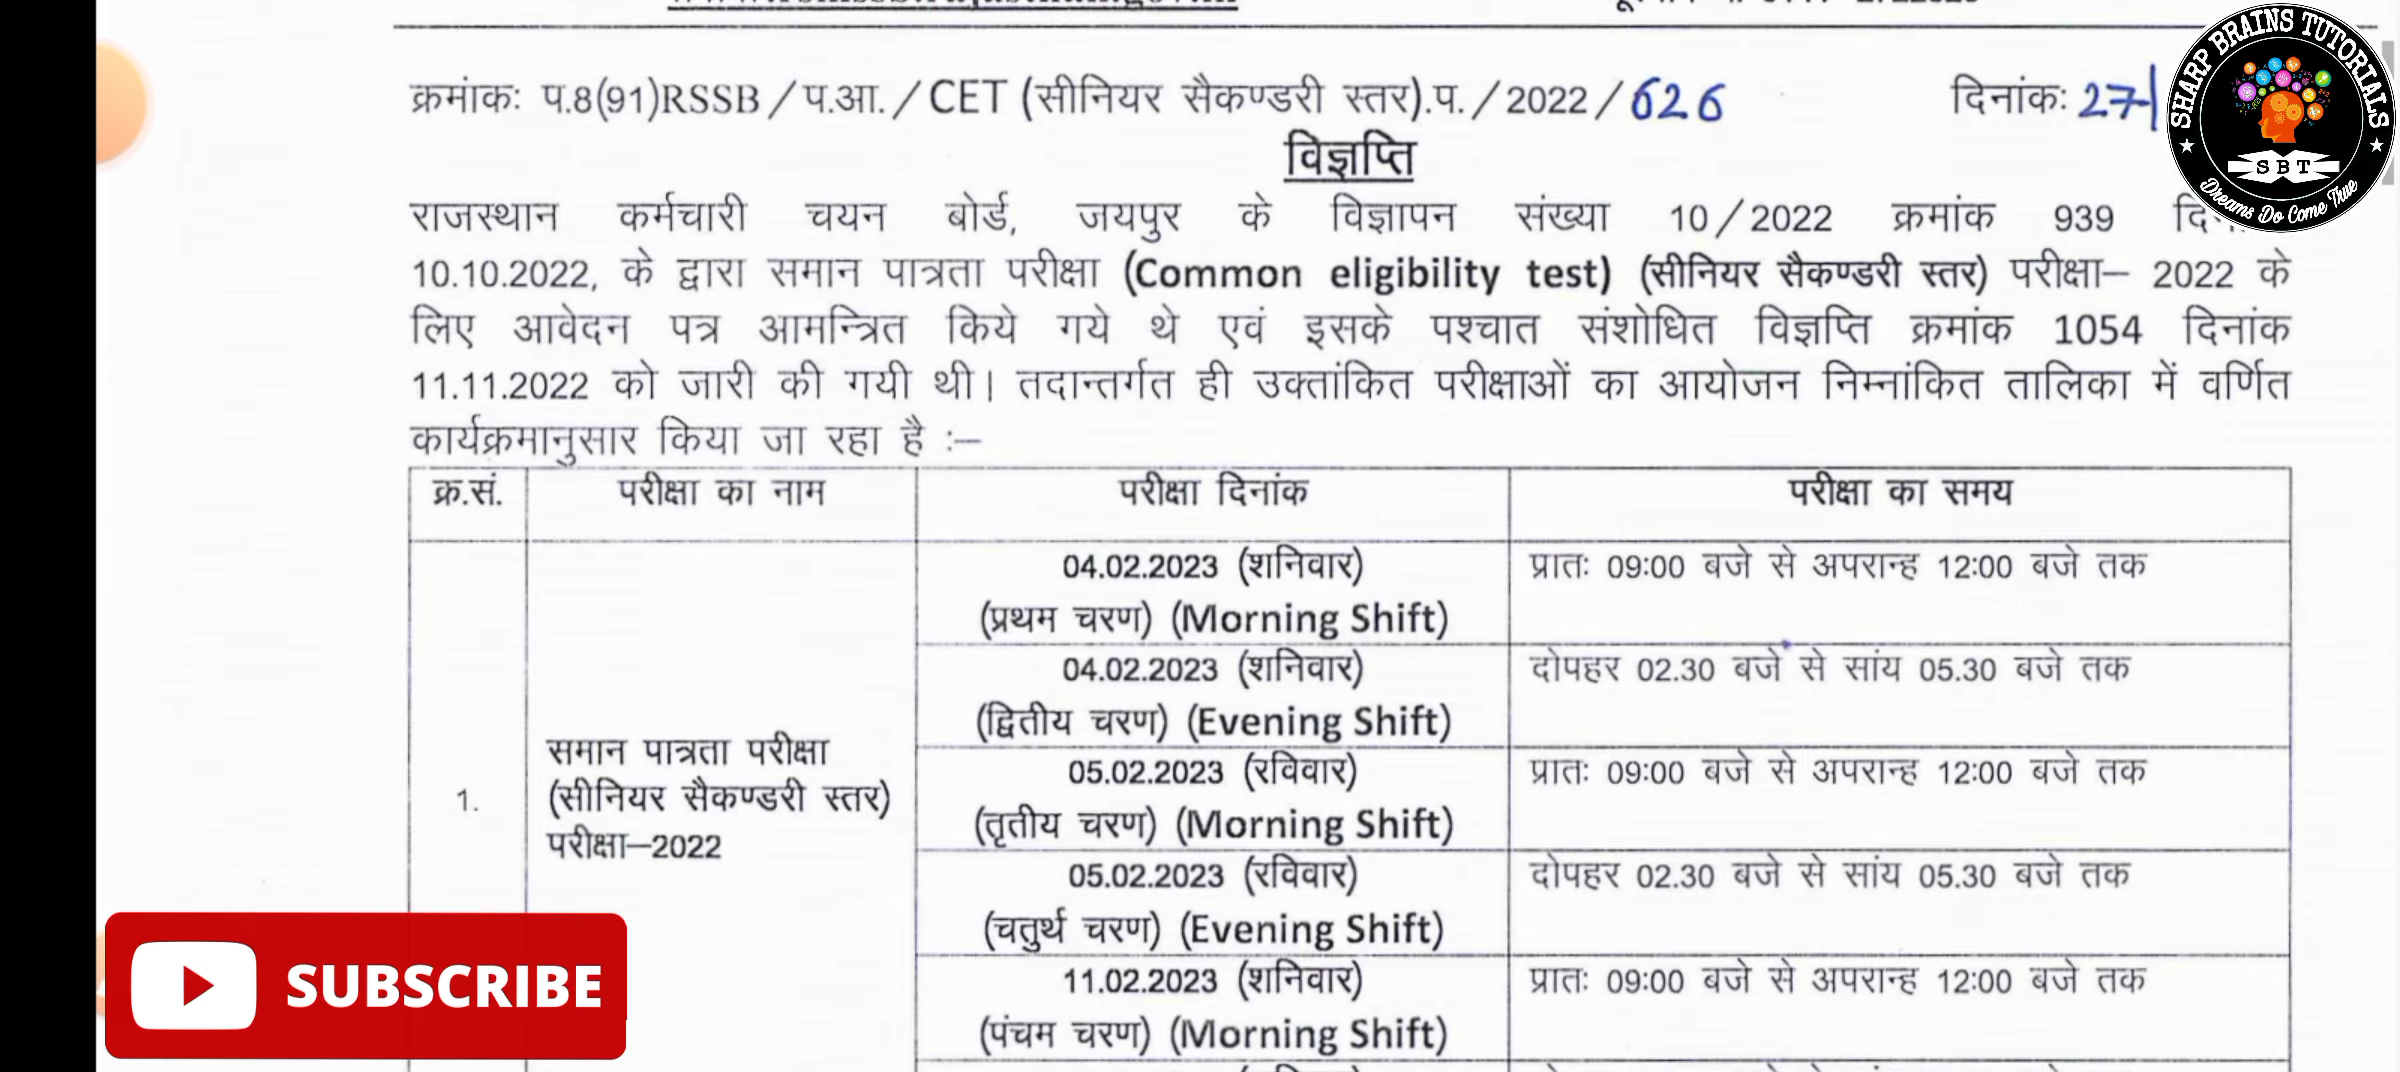 क्रमांक: प.8(91)RSSB/प.आ./CET (सीनियर सैकण्डरी स्तर).प./2022/626 दिनांक: 27
विज्ञप्ति
राजस्थान कर्मचारी चयन बोर्ड, जयपुर के विज्ञापन संख्या 10/2022 क्रमांक 939
10.10.2022, के द्वारा समान पात्रता परीक्षा (Common eligibility test) (सीनियर सैकण्डरी स्तर) परीक्षा– 2022 के
लिए आवेदन पत्र आमन्त्रित किये गये थे एवं इसके पश्चात संशोधित विज्ञप्ति क्रमांक 1054 दिनांक
11.11.2022 को जारी की गयी थी। तदान्तर्गत ही उक्तांकित परीक्षाओं का आयोजन निम्नांकित तालिका में वर्णित
कार्यक्रमानुसार किया जा रहा है :–
क्र.सं. परीक्षा का नाम परीक्षा दिनांक परीक्षा का समय
04.02.2023 (शनिवार) प्रातः 09:00 बजे से अपरान्ह 12:00 बजे तक
(प्रथम चरण) (Morning Shift)
04.02.2023 (शनिवार) दोपहर 02.30 बजे से सांय 05.30 बजे तक
(द्वितीय चरण) (Evening Shift)
समान पात्रता परीक्षा
(सीनियर सैकण्डरी स्तर)
परीक्षा–2022
1.
05.02.2023 (रविवार) प्रातः 09:00 बजे से अपरान्ह 12:00 बजे तक
(तृतीय चरण) (Morning Shift)
05.02.2023 (रविवार) दोपहर 02.30 बजे से सांय 05.30 बजे तक
(चतुर्थ चरण) (Evening Shift)
11.02.2023 (शनिवार) प्रातः 09:00 बजे से अपरान्ह 12:00 बजे तक
(पंचम चरण) (Morning Shift)
SHARP BRAINS TUTORIALS
SBT
Dreams Do Come True
SUBSCRIBE